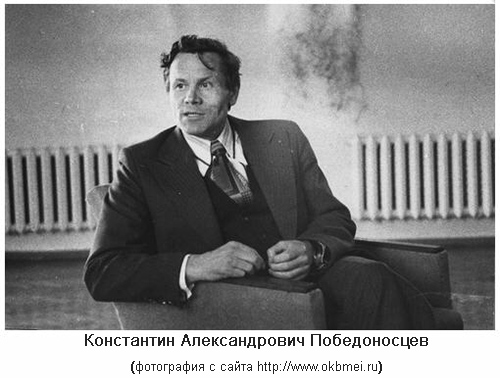 Константин Александрович Победоносцев
(фотография с сайта http://www.okbmei.ru)